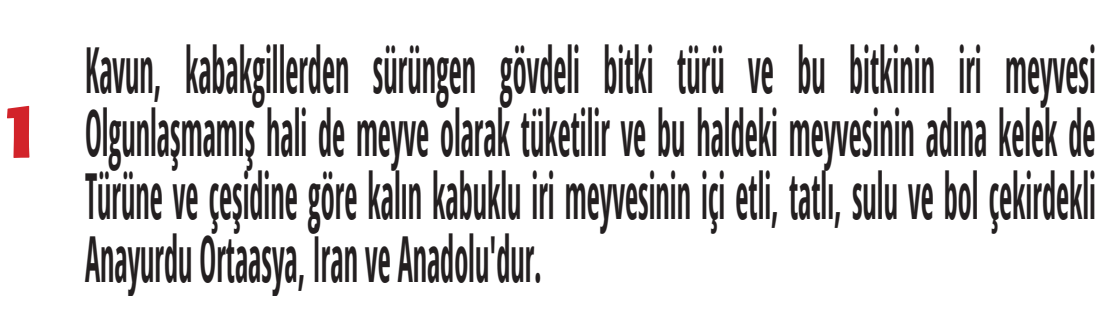 1
Kavun, kabakgillerden sürüngen gövdeli bitki türü ve bu bitkinin iri meyvesi
Olgunlaşmamış hali de meyve olarak tüketilir ve bu haldeki meyvesinin adına kelek de
Türüne ve çeşidine göre kalın kabuklu iri meyvesinin içi etli, tatlı, sulu ve bol çekirdekli
Anayurdu Ortaasya, İran ve Anadolu'dur.